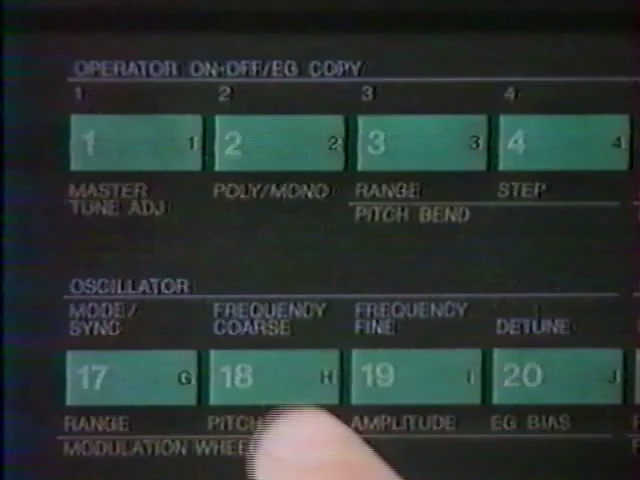 OPERATOR ON-OFF/EG COPY
1 2 3 4
1 1 2 2 3 3 4 4
MASTER TUNE ADJ POLY/MONO RANGE STEP
PITCH BEND
OSCILLATOR
MODE/SYNC FREQUENCY COARSE FREQUENCY FINE DETUNE
17 G 18 H 19 I 20 J
RANGE PITCH AMPLITUDE EG BIAS
MODULATION WHEE